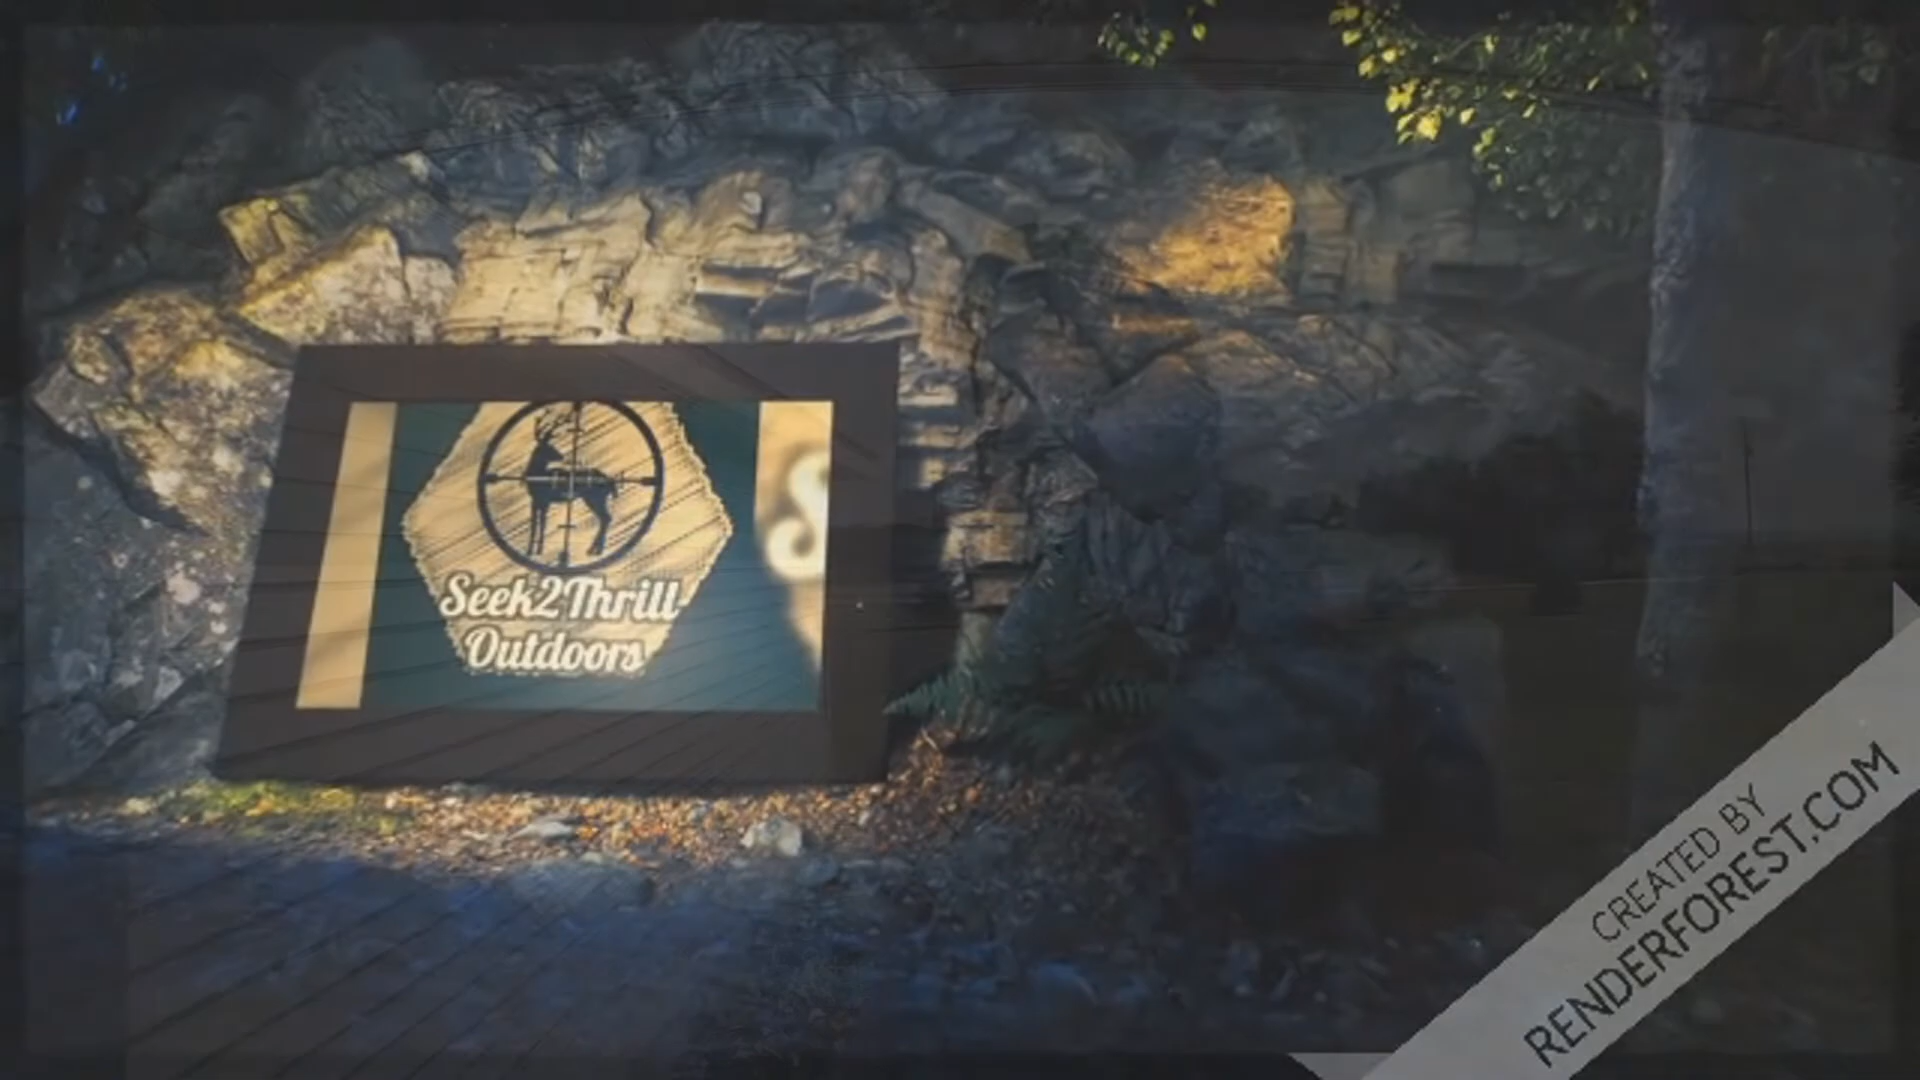 Seek2Thrill
Outdoors
S
CREATED BY
RENDERFOREST.COM